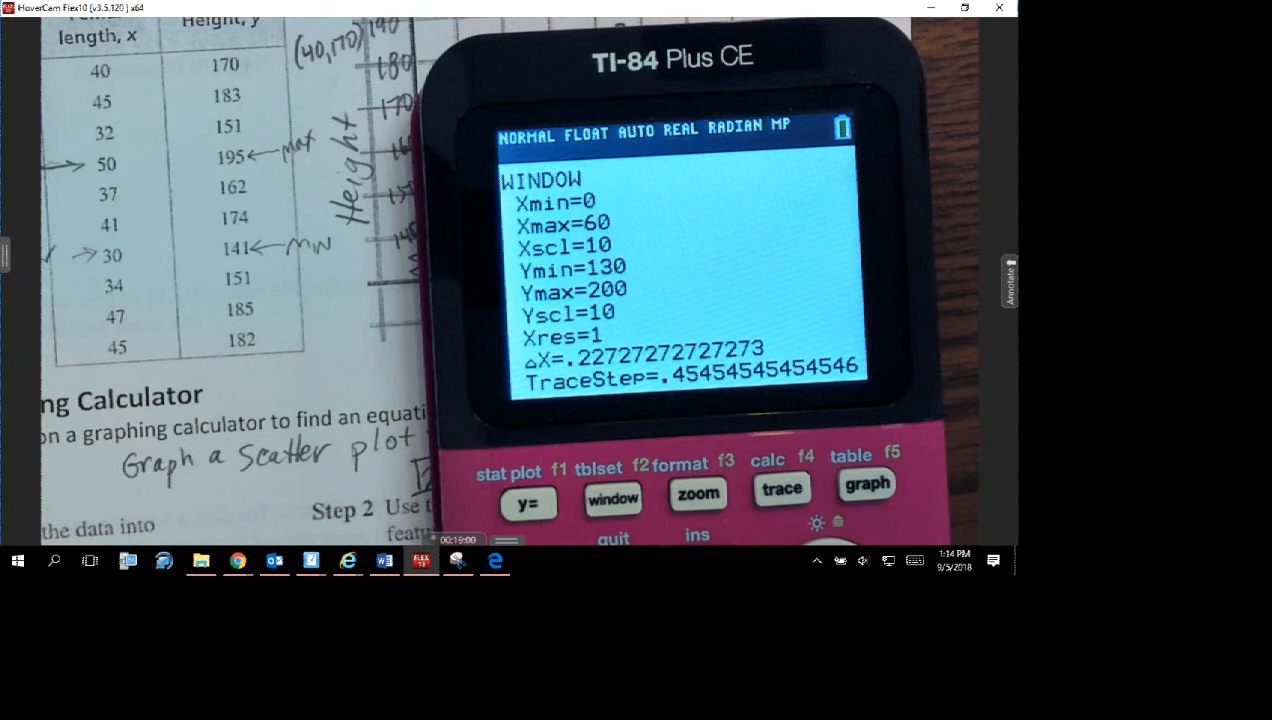 HoverCam Flex10 [v3.5.129 ] x64
length, x
Height, y
40 170
45 183
32 151
50 195 max
37 162
41 174
30 141 MIN
34 151
47 185
45 182
(40,170)
190
180
170
Height
ng Calculator
on a graphing calculator to find an equati
Graph a Scatter plot
Step 2 Use t
the data into
featu
TI-84 Plus CE
NORMAL FLOAT AUTO REAL RADIAN MP
WINDOW
Xmin=0
Xmax=60
Xscl=10
Ymin=130
Ymax=200
Yscl=10
Xres=1
△X=.22727272727273
TraceStep=.45454545454546
stat plot f1 tblset f2 format f3 calc f4 table f5
y= window zoom trace graph
quit ins
Annotate
00:19:00
FLEX
1:14 PM
9/5/2018